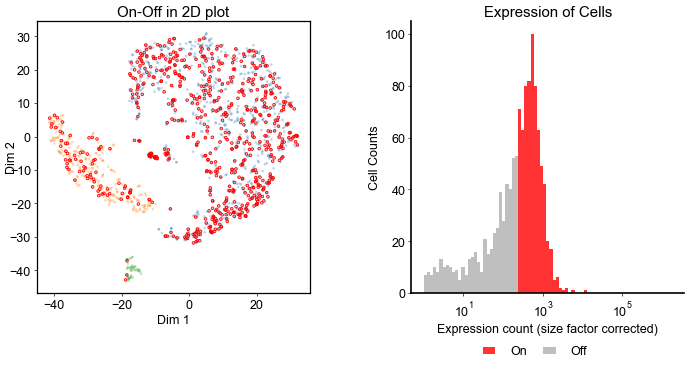 On-Off in 2D plot
Dim 2
30
20
10
0
−10
−20
−30
−40
−40
−20
0
20
Dim 1
Expression of Cells
Cell Counts
100
80
60
40
20
0
10^1
10^3
10^5
Expression count (size factor corrected)
On
Off